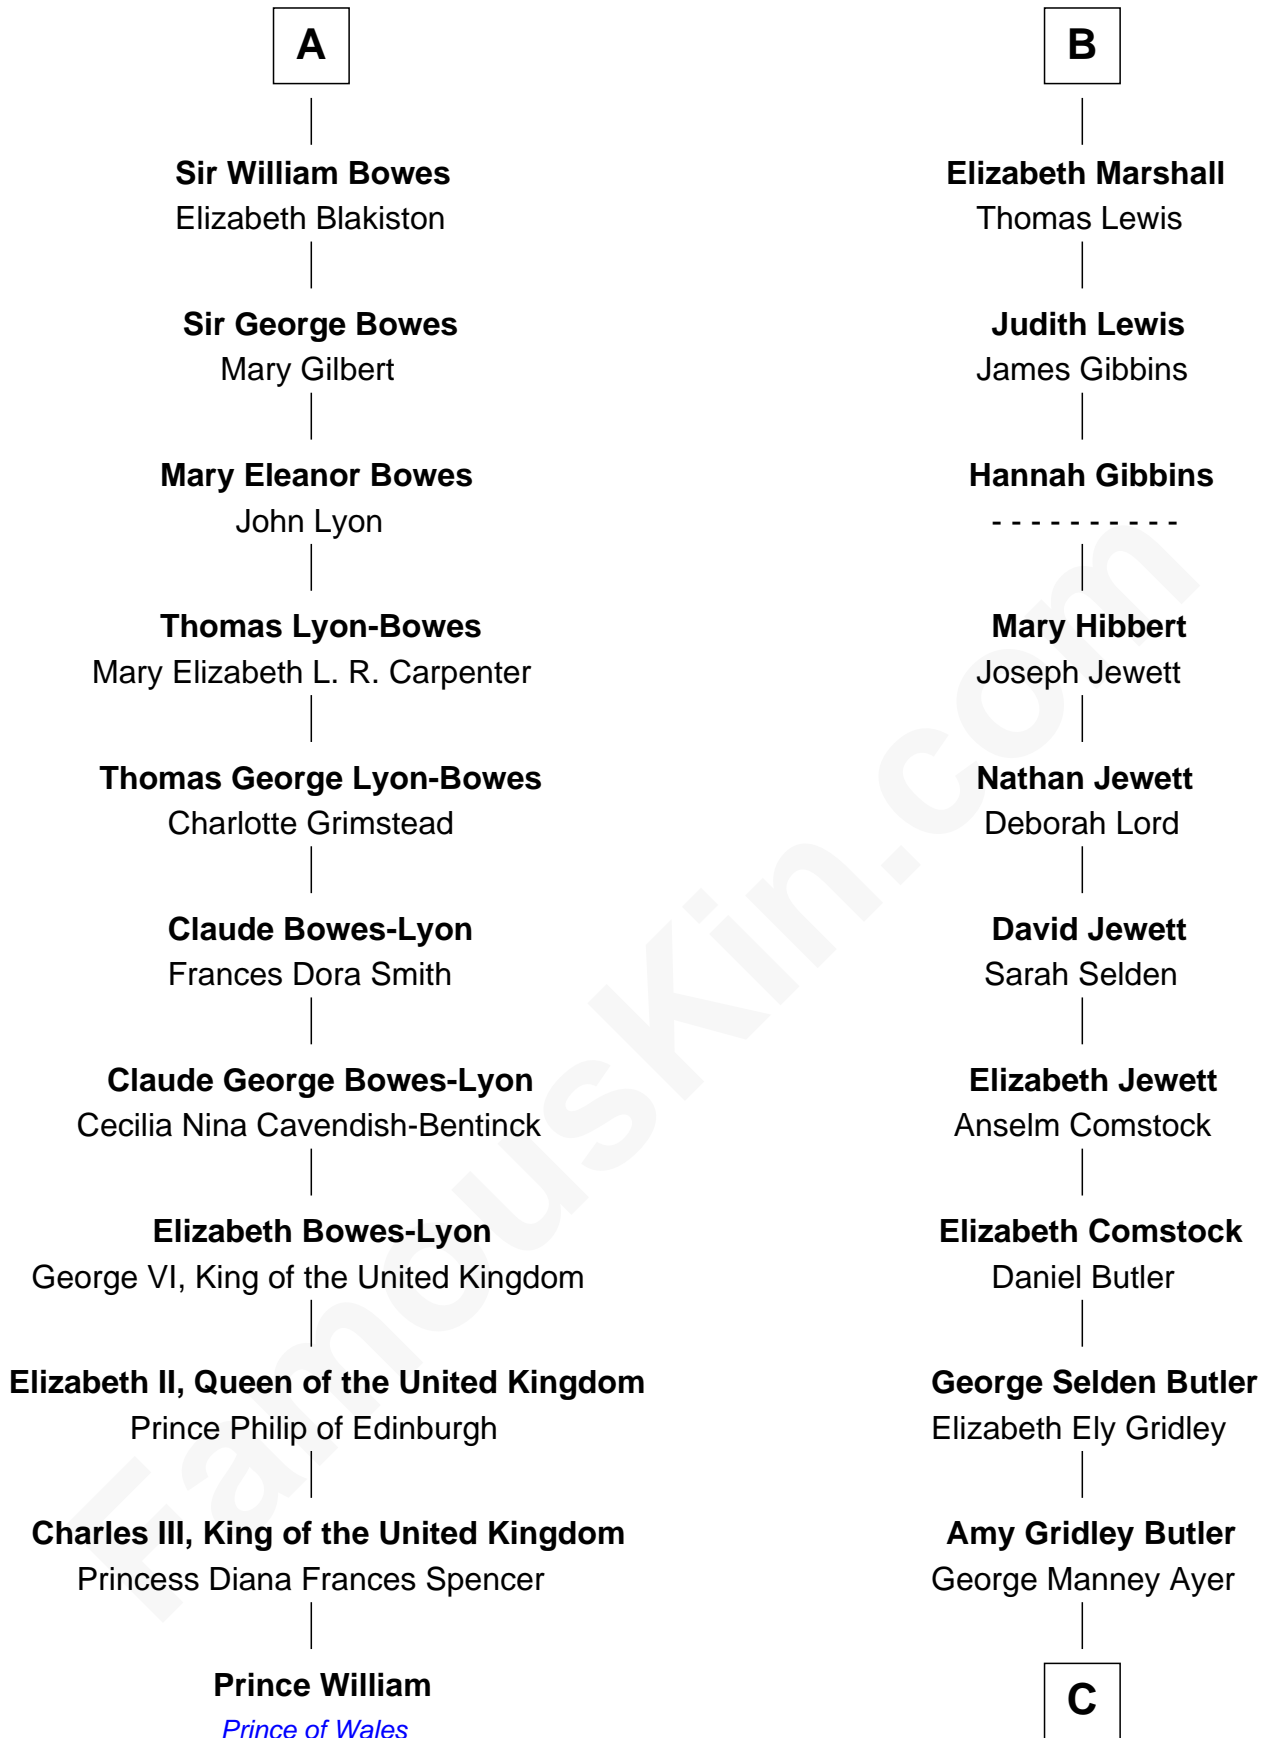 A
Sir William Bowes
Elizabeth Blakiston
Sir George Bowes
Mary Gilbert
Mary Eleanor Bowes
John Lyon
Thomas Lyon-Bowes
Mary Elizabeth L. R. Carpenter
Thomas George Lyon-Bowes
Charlotte Grimstead
Claude Bowes-Lyon
Frances Dora Smith
Claude George Bowes-Lyon
Cecilia Nina Cavendish-Bentinck
Elizabeth Bowes-Lyon
George VI, King of the United Kingdom
Elizabeth II, Queen of the United Kingdom
Prince Philip of Edinburgh
Charles III, King of the United Kingdom
Princess Diana Frances Spencer
Prince William
Prince of Wales
B
Elizabeth Marshall
Thomas Lewis
Judith Lewis
James Gibbins
Hannah Gibbins
- - - - - - - - - -
Mary Hibbert
Joseph Jewett
Nathan Jewett
Deborah Lord
David Jewett
Sarah Selden
Elizabeth Jewett
Anselm Comstock
Elizabeth Comstock
Daniel Butler
George Selden Butler
Elizabeth Ely Gridley
Amy Gridley Butler
George Manney Ayer
C
FamousKin.com